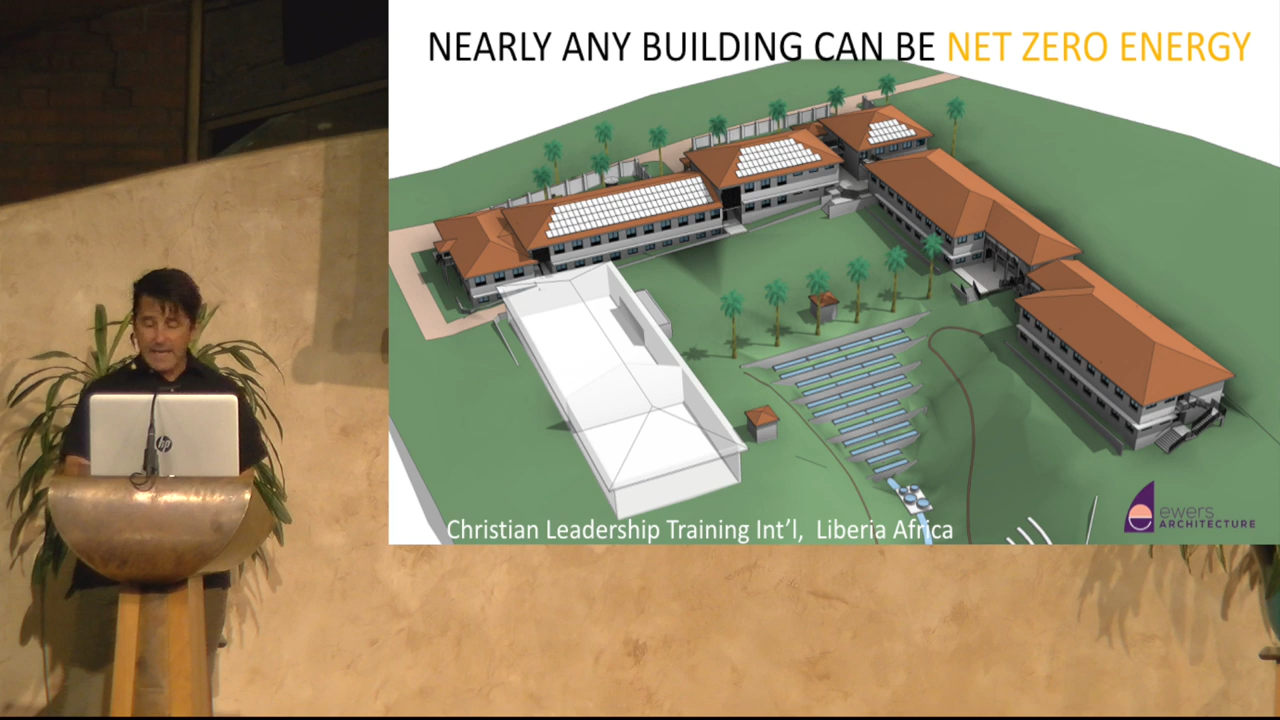 NEARLY ANY BUILDING CAN BE NET ZERO ENERGY
hp
Christian Leadership Training Int'l, Liberia Africa
ewers
ARCHITECTURE